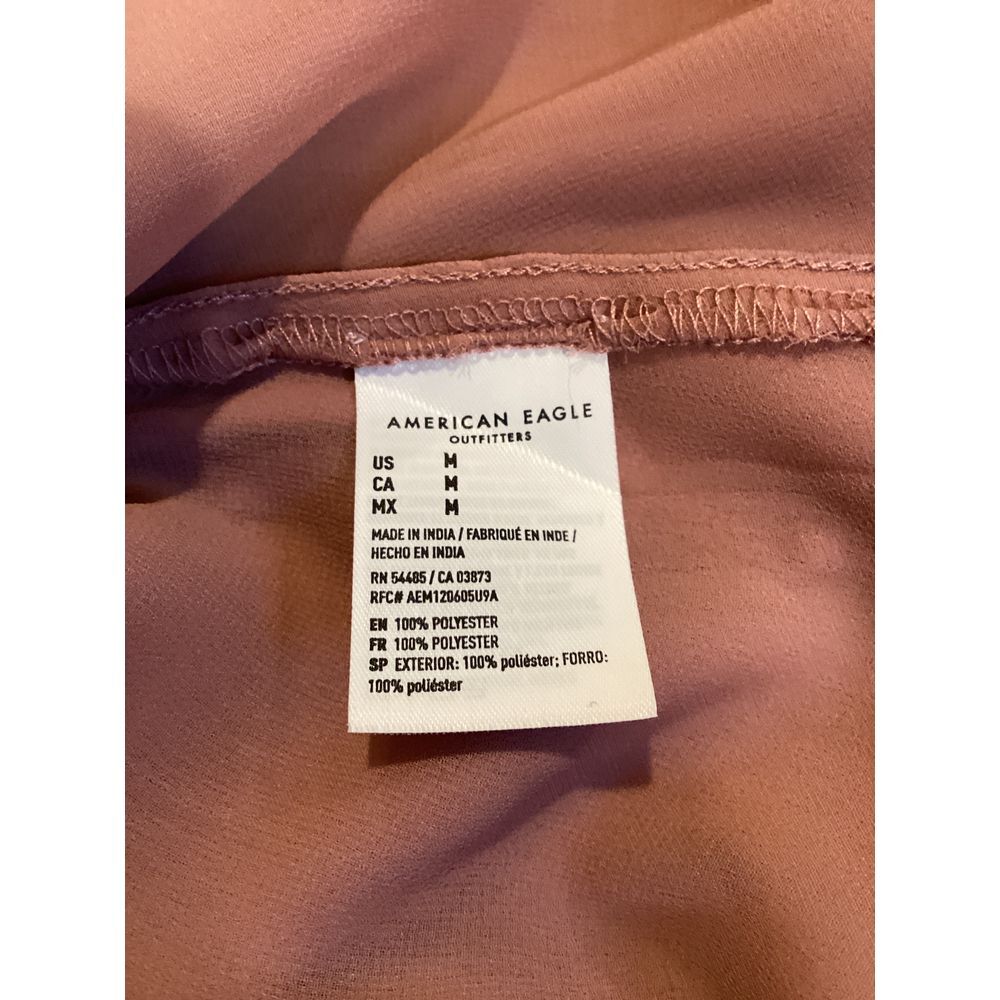 AMERICAN EAGLE
OUTFITTERS
US M
CA M
MX M
MADE IN INDIA / FABRIQUÉ EN INDE /
HECHO EN INDIA
RN 54485 / CA 03873
RFC# AEM120605U9A
EN 100% POLYESTER
FR 100% POLYESTER
SP EXTERIOR: 100% poliéster; FORRO:
100% poliéster